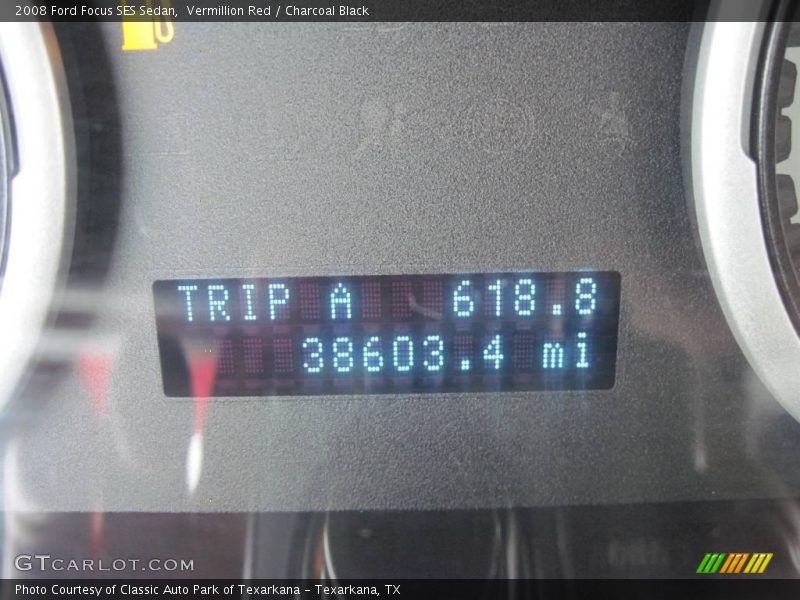 2008 Ford Focus SES Sedan,  Vermillion Red / Charcoal Black
TRIP A 618.8
38603.4 mi
GTCARLOT.COM
Photo Courtesy of Classic Auto Park of Texarkana - Texarkana, TX